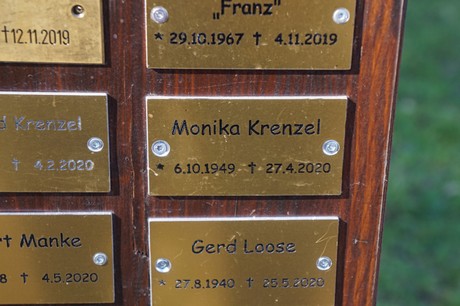 †12.11.2019
„Franz"
* 29.10.1967 † 4.11.2019
Krenzel
† 4.2.2020
Monika Krenzel
* 6.10.1949 † 27.4.2020
Manke
† 4.5.2020
Gerd Loose
* 27.8.1940 † 25.5.2020